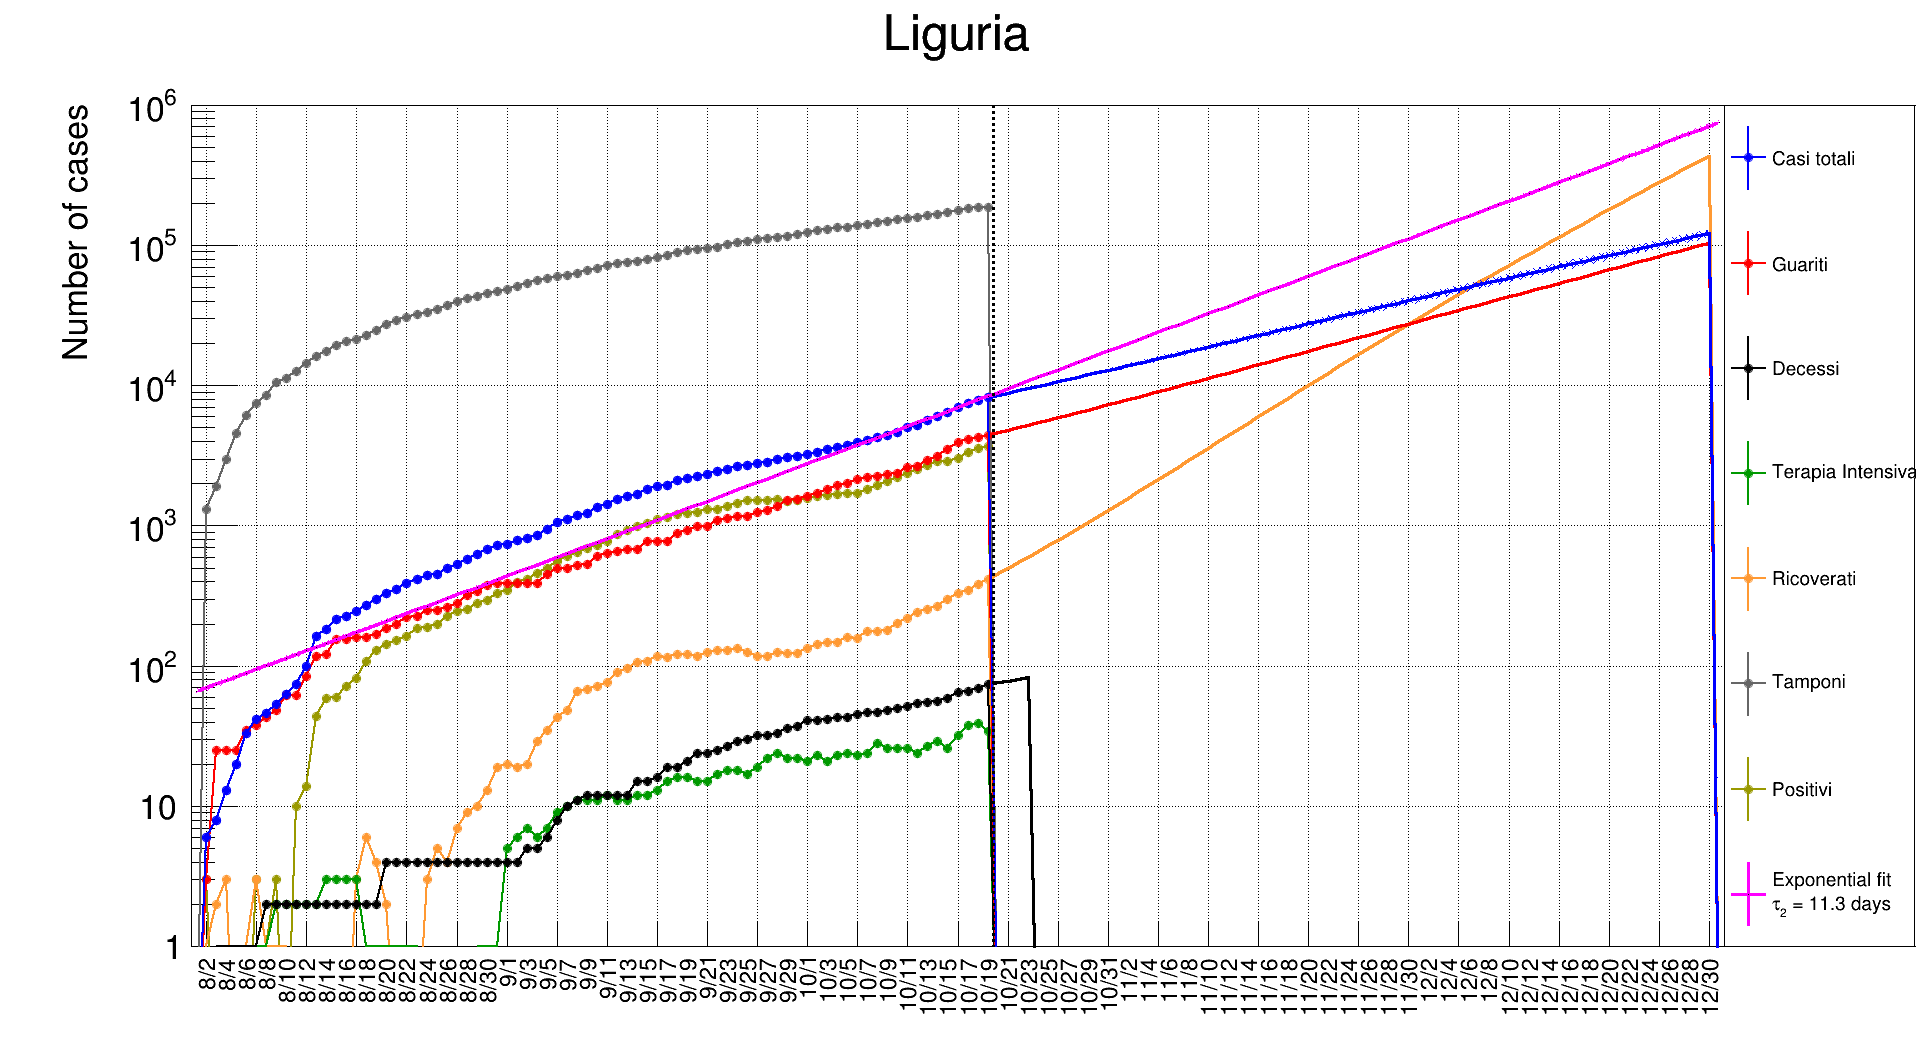 Liguria
Number of cases
10^6
10^5
10^4
10^3
10^2
10
1
8/2 8/4 8/6 8/8 8/10 8/12 8/14 8/16 8/18 8/20 8/22 8/24 8/26 8/28 8/30 9/1 9/3 9/5 9/7 9/9 9/11 9/13 9/15 9/17 9/19 9/21 9/23 9/25 9/27 9/29 10/1 10/3 10/5 10/7 10/9 10/11 10/13 10/15 10/17 10/19 10/21 10/23 10/25 10/27 10/29 10/31 11/2 11/4 11/6 11/8 11/10 11/12 11/14 11/16 11/18 11/20 11/22 11/24 11/26 11/28 11/30 12/2 12/4 12/6 12/8 12/10 12/12 12/14 12/16 12/18 12/20 12/22 12/24 12/26 12/28 12/30
Casi totali
Guariti
Decessi
Terapia Intensiva
Ricoverati
Tamponi
Positivi
Exponential fit
τ₂ = 11.3 days